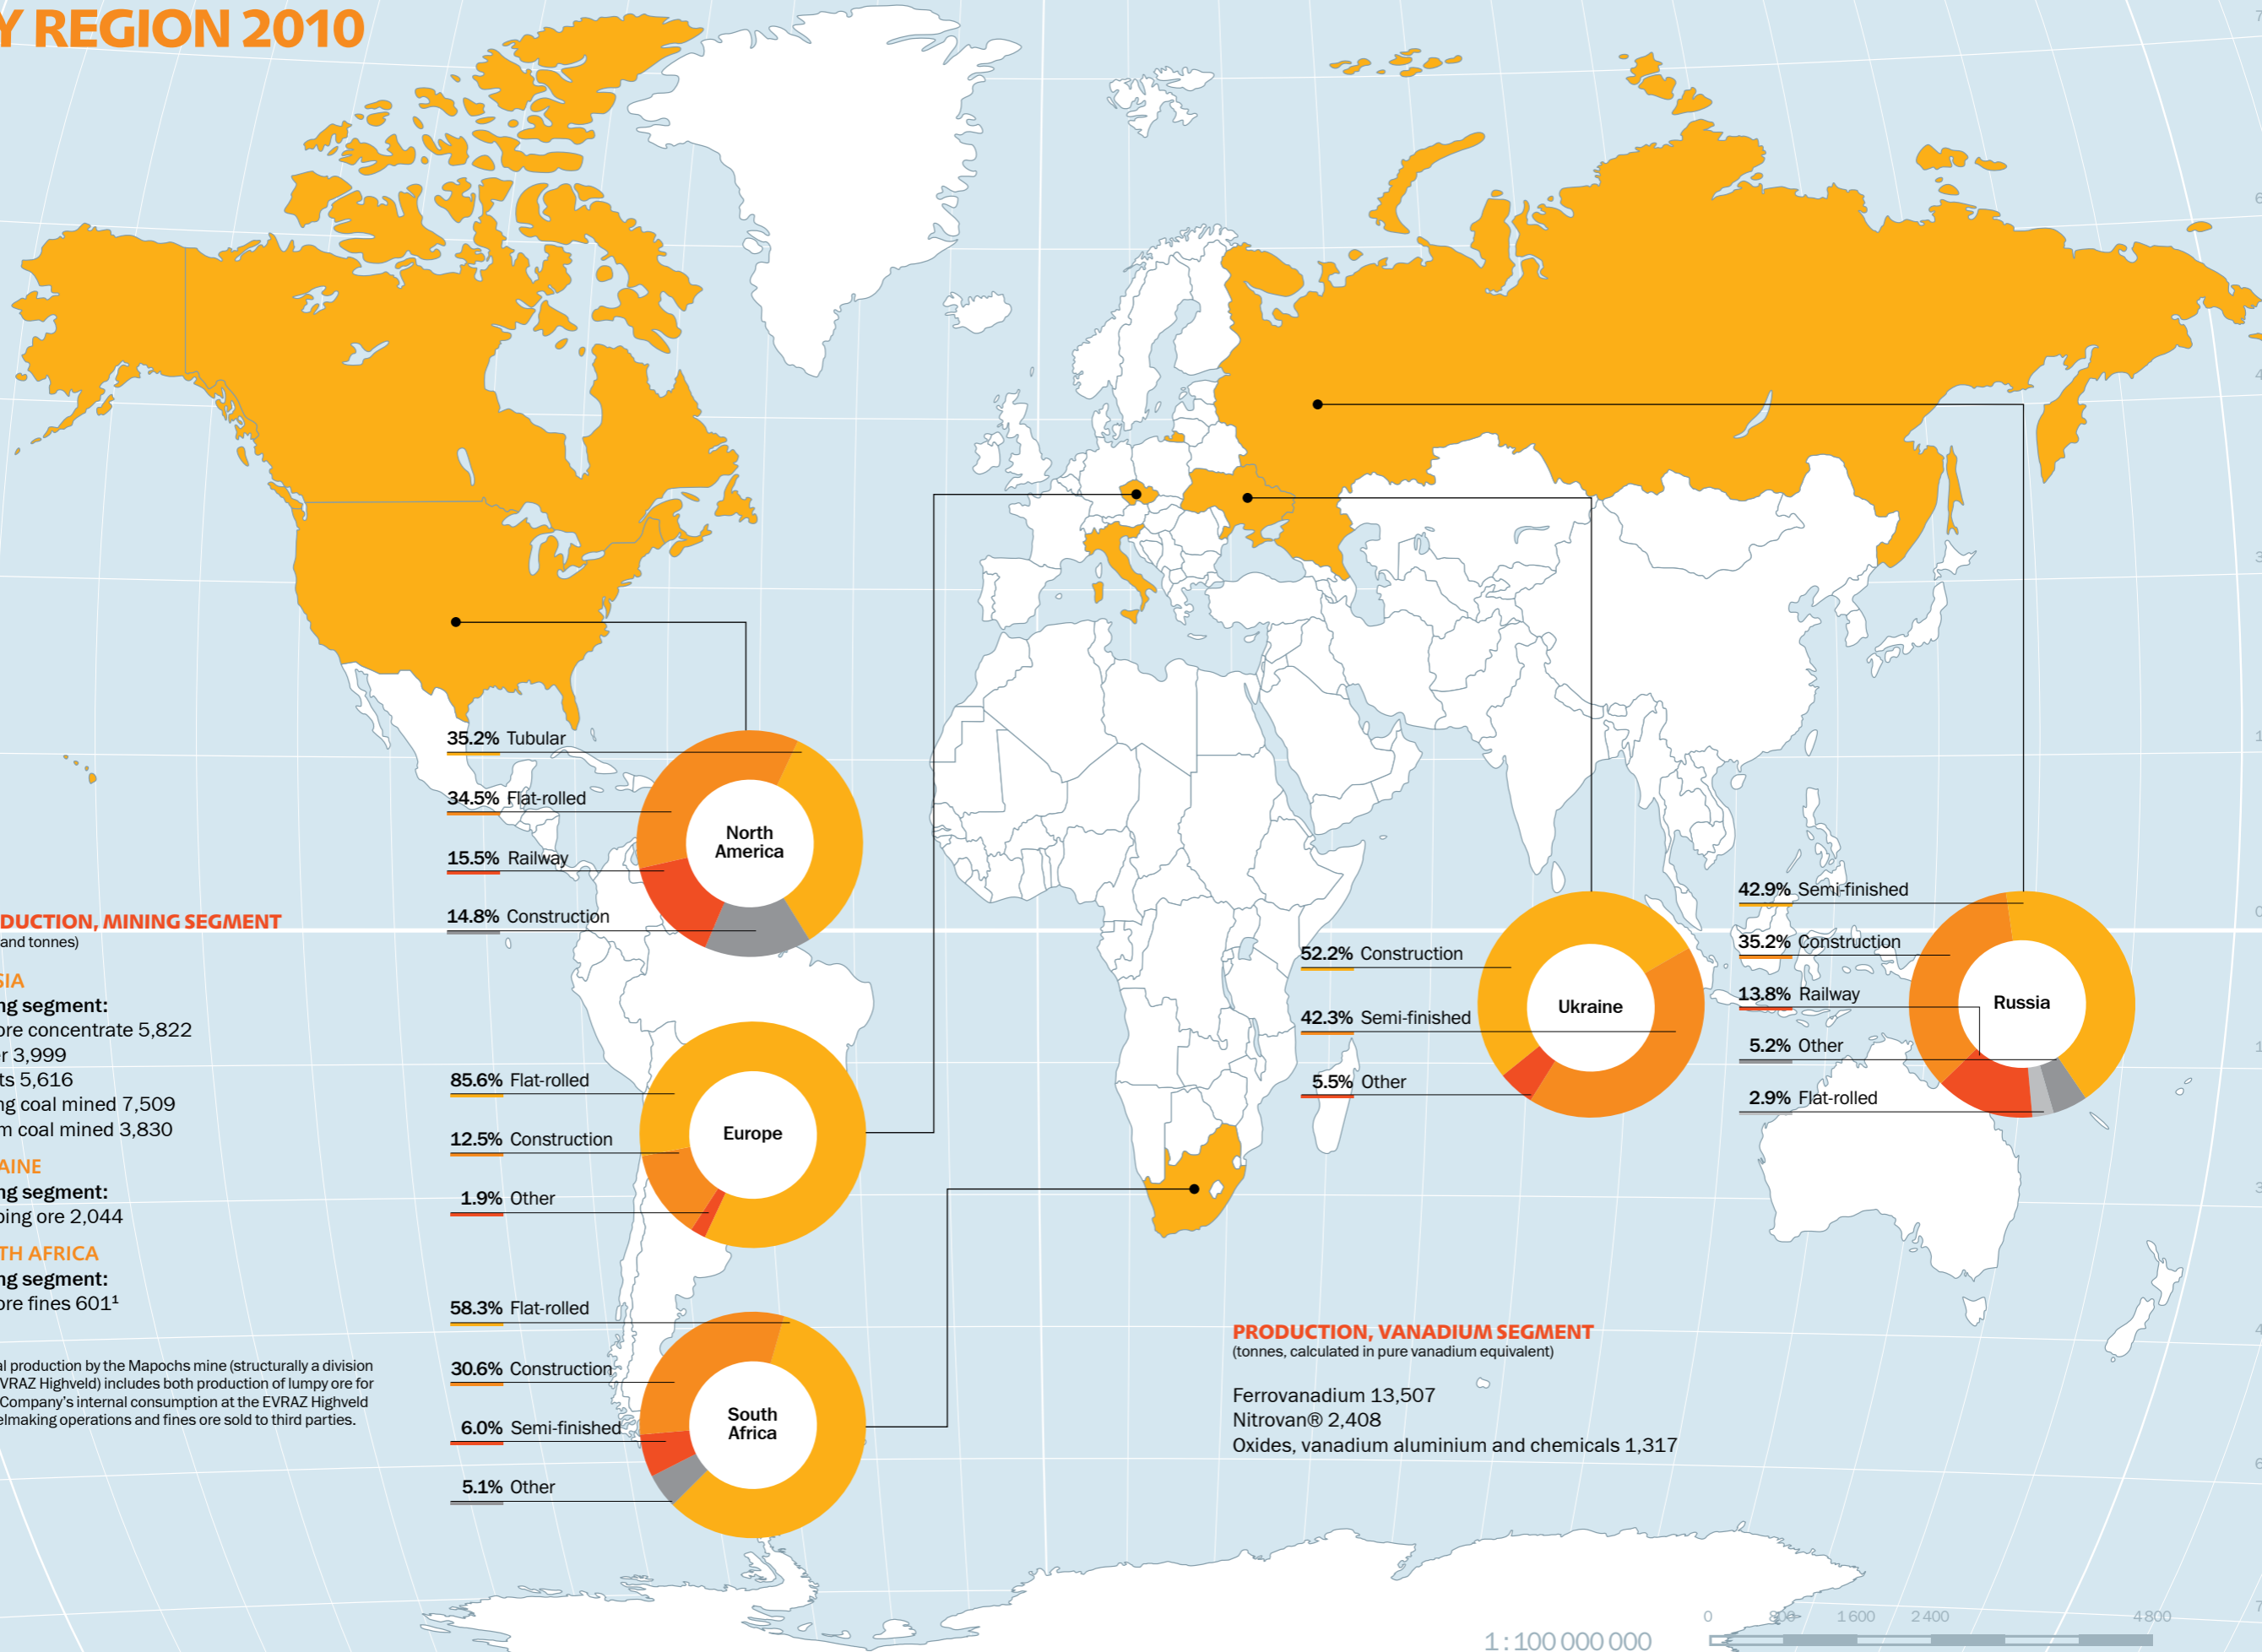 Y REGION 2010
35.2% Tubular
34.5% Flat-rolled
15.5% Railway
14.8% Construction
North
America
DUCTION, MINING SEGMENT
and tonnes)
SIA
ng segment:
ore concentrate 5,822
r 3,999
ts 5,616
ng coal mined 7,509
m coal mined 3,830
AINE
ng segment:
ping ore 2,044
TH AFRICA
ng segment:
ore fines 601¹
al production by the Mapochs mine (structurally a division
EVRAZ Highveld) includes both production of lumpy ore for
Company's internal consumption at the EVRAZ Highveld
elmaking operations and fines ore sold to third parties.
85.6% Flat-rolled
12.5% Construction
1.9% Other
Europe
58.3% Flat-rolled
30.6% Construction
6.0% Semi-finished
5.1% Other
South
Africa
52.2% Construction
42.3% Semi-finished
5.5% Other
Ukraine
42.9% Semi-finished
35.2% Construction
13.8% Railway
5.2% Other
2.9% Flat-rolled
Russia
PRODUCTION, VANADIUM SEGMENT
(tonnes, calculated in pure vanadium equivalent)
Ferrovanadium 13,507
Nitrovan® 2,408
Oxides, vanadium aluminium and chemicals 1,317
0 800 1600 2400 4800
1:100 000 000